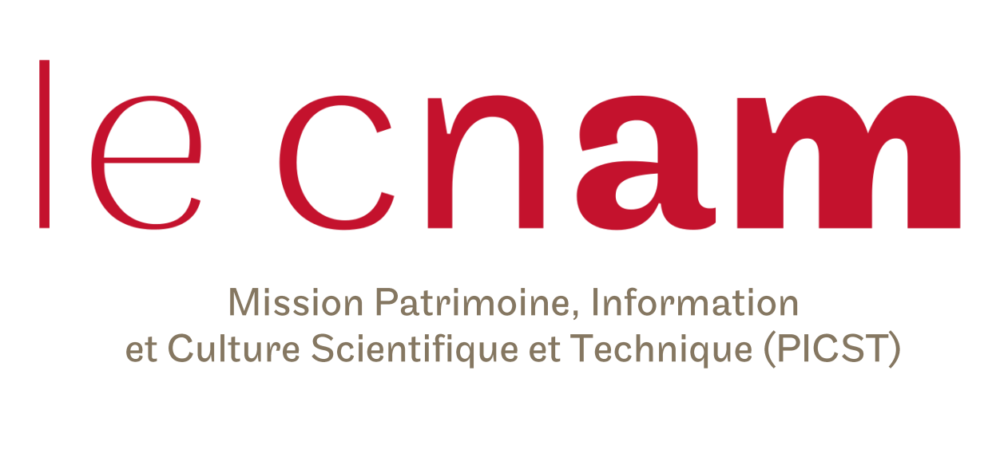 le cnam
Mission Patrimoine, Information
et Culture Scientifique et Technique (PICST)